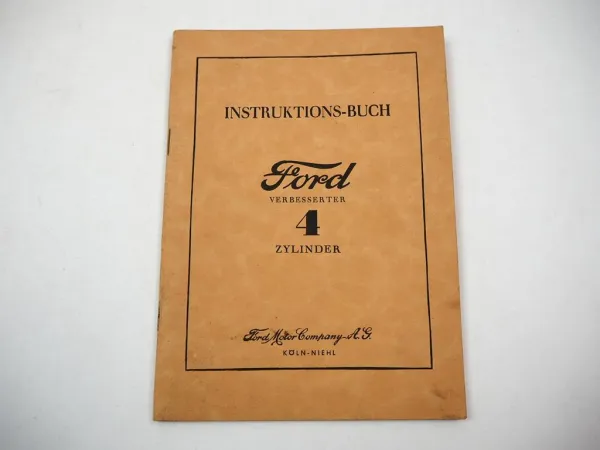 INSTRUKTIONS-BUCH
Ford
VERBESSERTER
4
ZYLINDER
Ford Motor Company A.G.
KÖLN-NIEHL